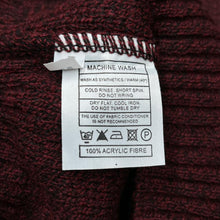 MACHINE WASH
WASH AS SYNTHETICS / WARM (40°)
COLD RINSE. SHORT SPIN
DO NOT WRING
DRY FLAT, COOL IRON
DO NOT TUMBLE DRY
THE USE OF FABRIC CONDITIONER
IS NOT RECOMMENDED
100% ACRYLIC FIBRE